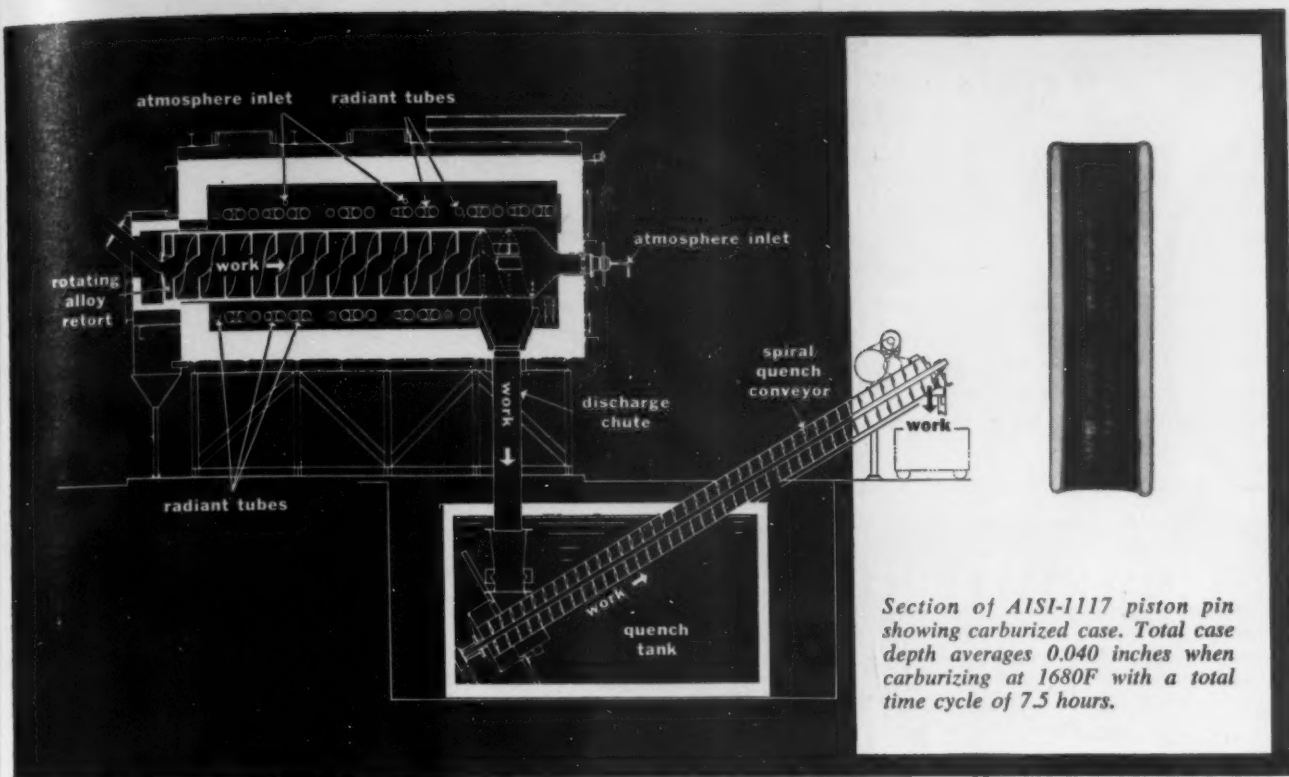 atmosphere inlet
radiant tubes
atmosphere inlet
work
rotating
alloy
retort
spiral
quench
conveyor
work
discharge
chute
work
radiant tubes
work
quench
tank
Section of AISI-1117 piston pin
showing carburized case. Total case
depth averages 0.040 inches when
carburizing at 1680F with a total
time cycle of 7.5 hours.